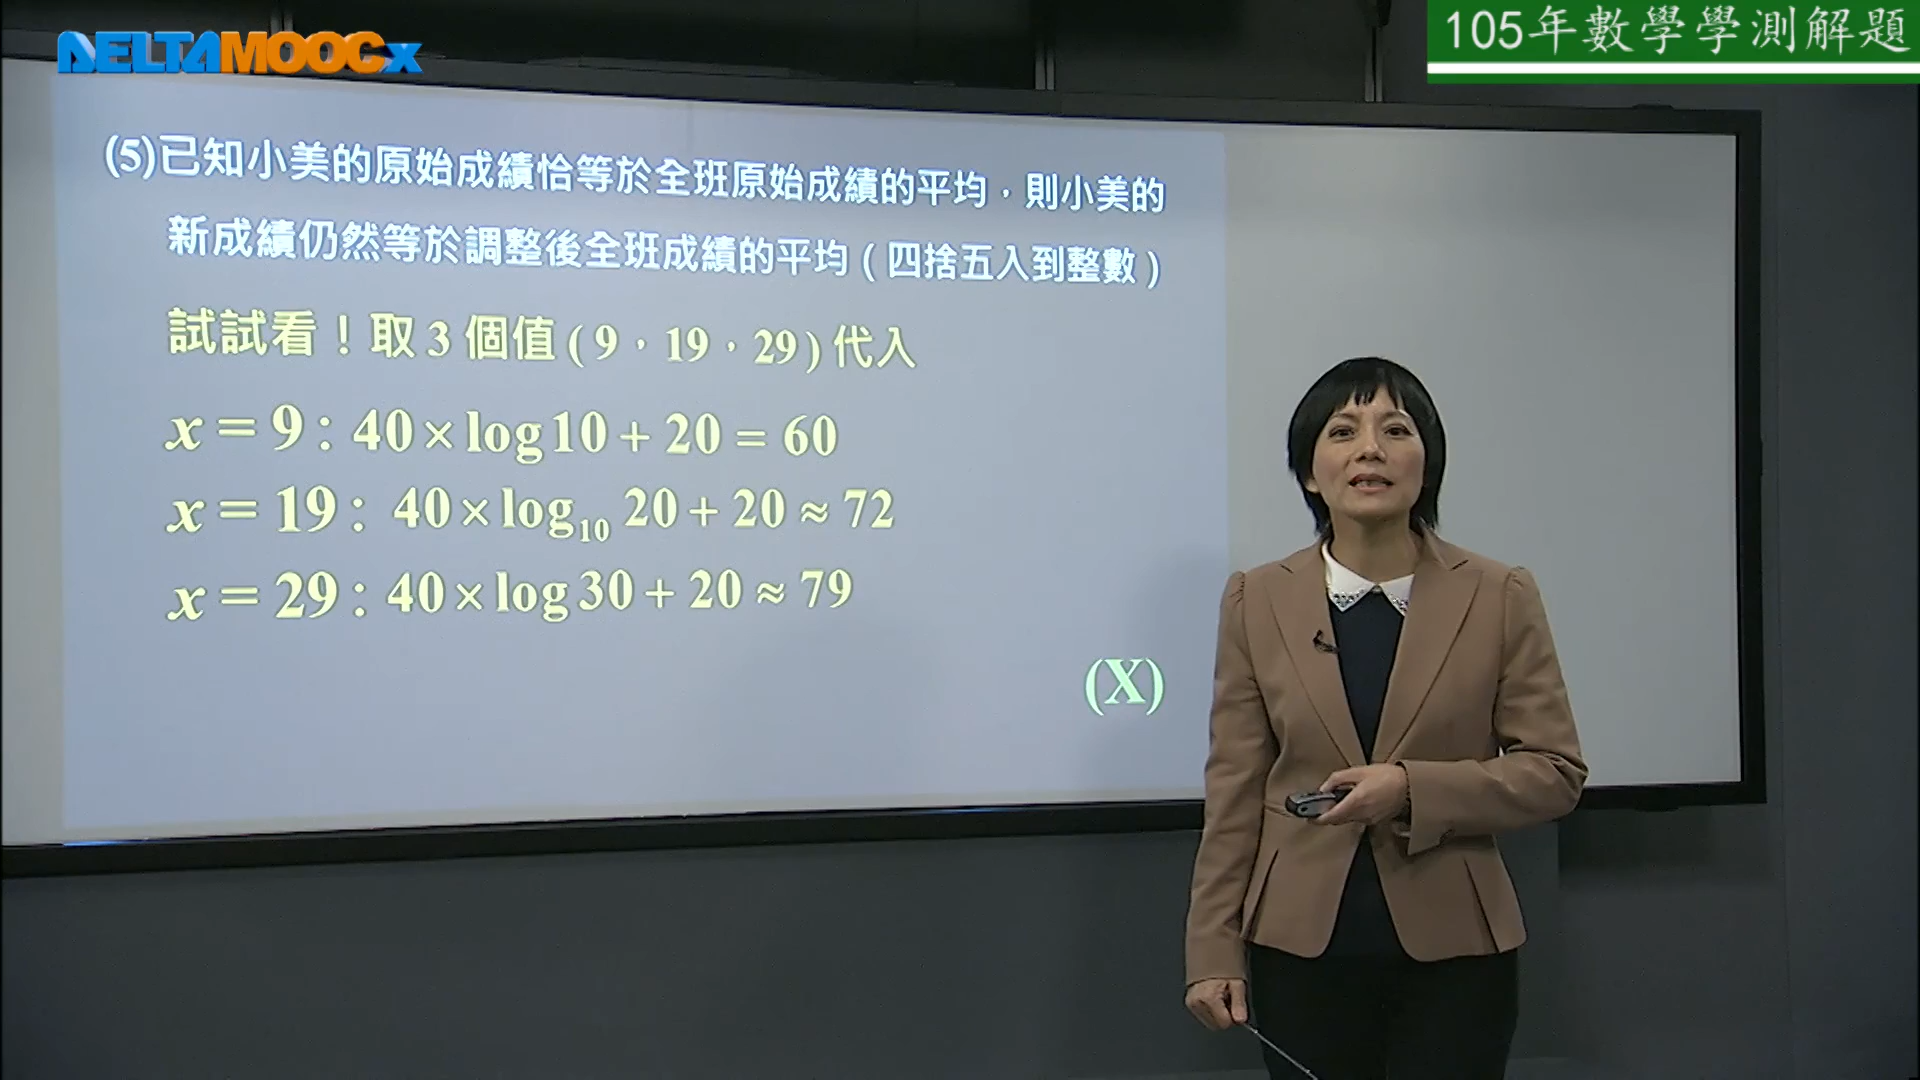 DELTAMOOCx
105年數學學測解題
(5)已知小美的原始成績恰等於全班原始成績的平均，則小美的
新成績仍然等於調整後全班成績的平均（四捨五入到整數）
試試看！取 3 個值 ( 9，19，29 ) 代入
x = 9 : 40 × log 10 + 20 = 60
x = 19 : 40 × log₁₀ 20 + 20 ≈ 72
x = 29 : 40 × log 30 + 20 ≈ 79
(X)